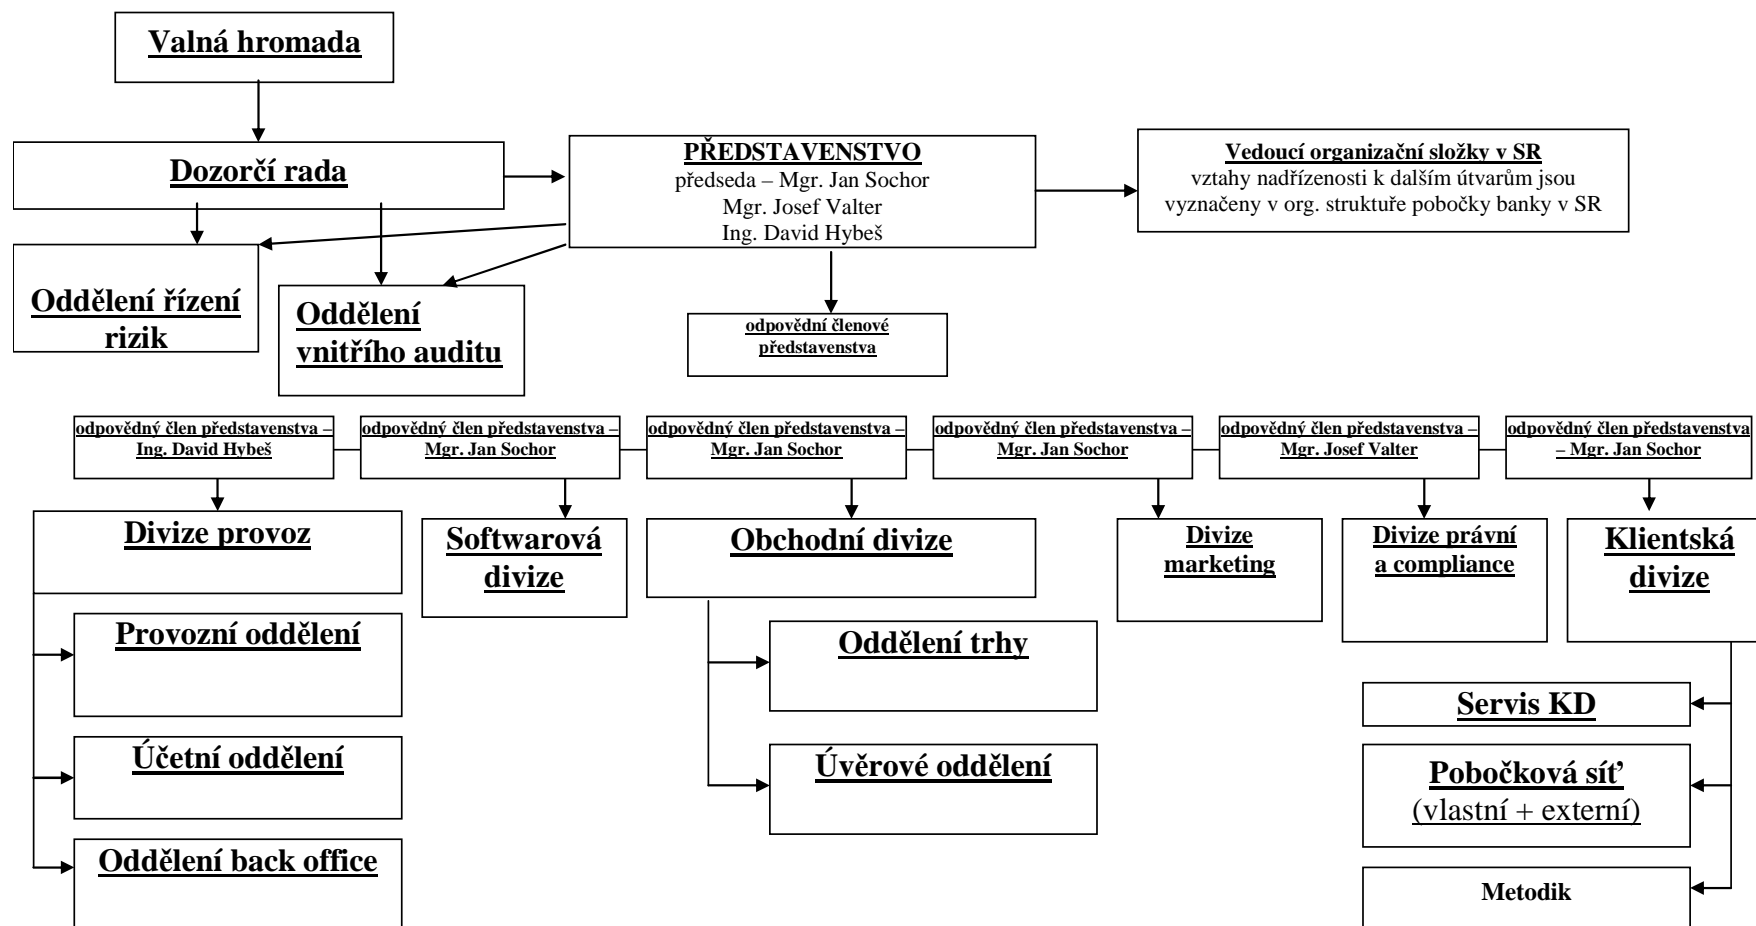 Valná hromada
Dozorčí rada
PŘEDSTAVENSTVO
předseda – Mgr. Jan Sochor
Mgr. Josef Valter
Ing. David Hybeš
Vedoucí organizační složky v SR
vztahy nadřízenosti k dalším útvarům jsou
vyznačeny v org. struktuře pobočky banky v SR
Oddělení řízení
rizik
Oddělení
vnitřího auditu
odpovědní členové
představenstva
odpovědný člen představenstva –
Ing. David Hybeš
odpovědný člen představenstva –
Mgr. Jan Sochor
odpovědný člen představenstva –
Mgr. Jan Sochor
odpovědný člen představenstva –
Mgr. Jan Sochor
odpovědný člen představenstva –
Mgr. Josef Valter
odpovědný člen představenstva
– Mgr. Jan Sochor
Divize provoz
Softwarová
divize
Obchodní divize
Divize
marketing
Divize právní
a compliance
Klientská
divize
Provozní oddělení
Účetní oddělení
Oddělení back office
Oddělení trhy
Úvěrové oddělení
Servis KD
Pobočková síť
(vlastní + externí)
Metodik